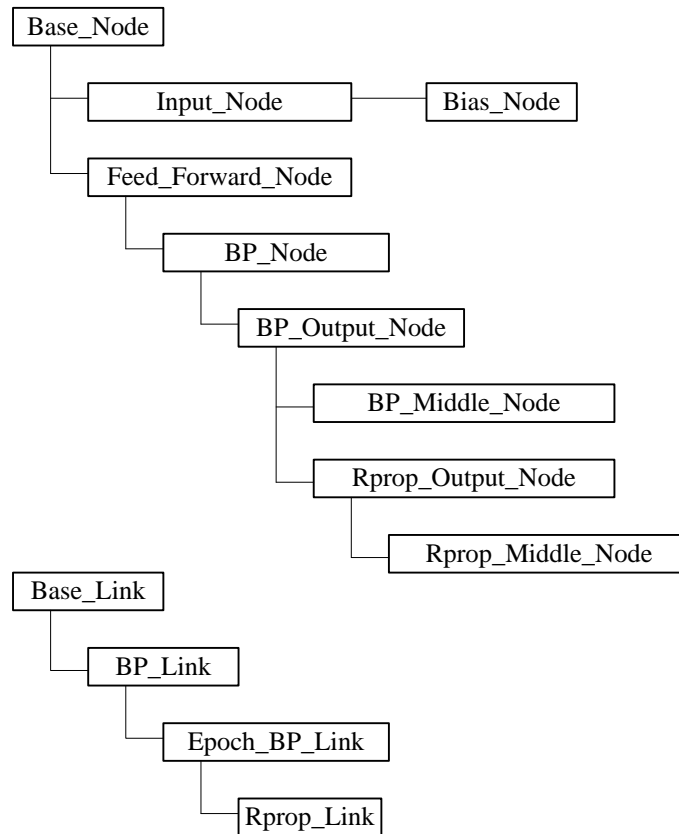 Base_Node
Input_Node
Bias_Node
Feed_Forward_Node
BP_Node
BP_Output_Node
BP_Middle_Node
Rprop_Output_Node
Rprop_Middle_Node
Base_Link
BP_Link
Epoch_BP_Link
Rprop_Link